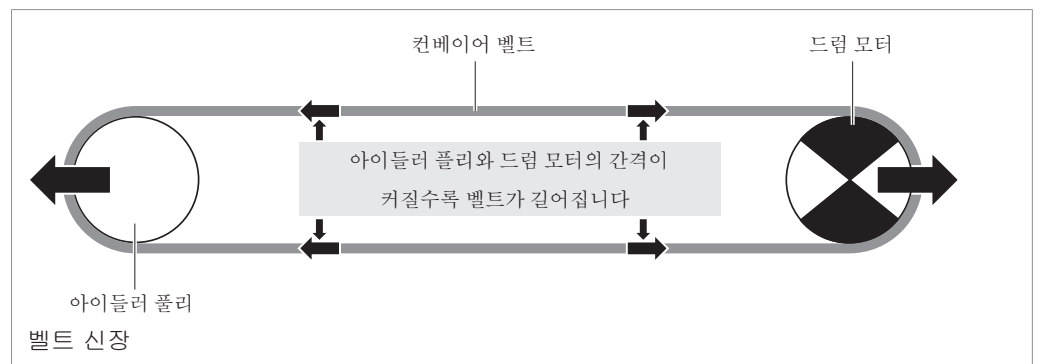 컨베이어 벨트
드럼 모터
아이들러 플리와 드럼 모터의 간격이
커질수록 벨트가 길어집니다
아이들러 풀리
벨트 신장